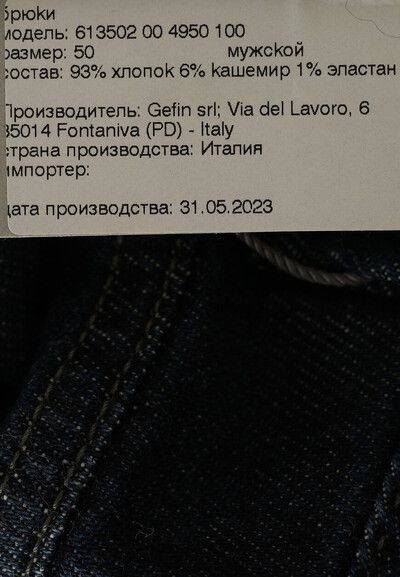 брюки
модель: 613502 00 4950 100
размер: 50 мужской
состав: 93% хлопок 6% кашемир 1% эластан
Производитель: Gefin srl; Via del Lavoro, 6
35014 Fontaniva (PD) - Italy
страна производства: Италия
импортер:
дата производства: 31.05.2023